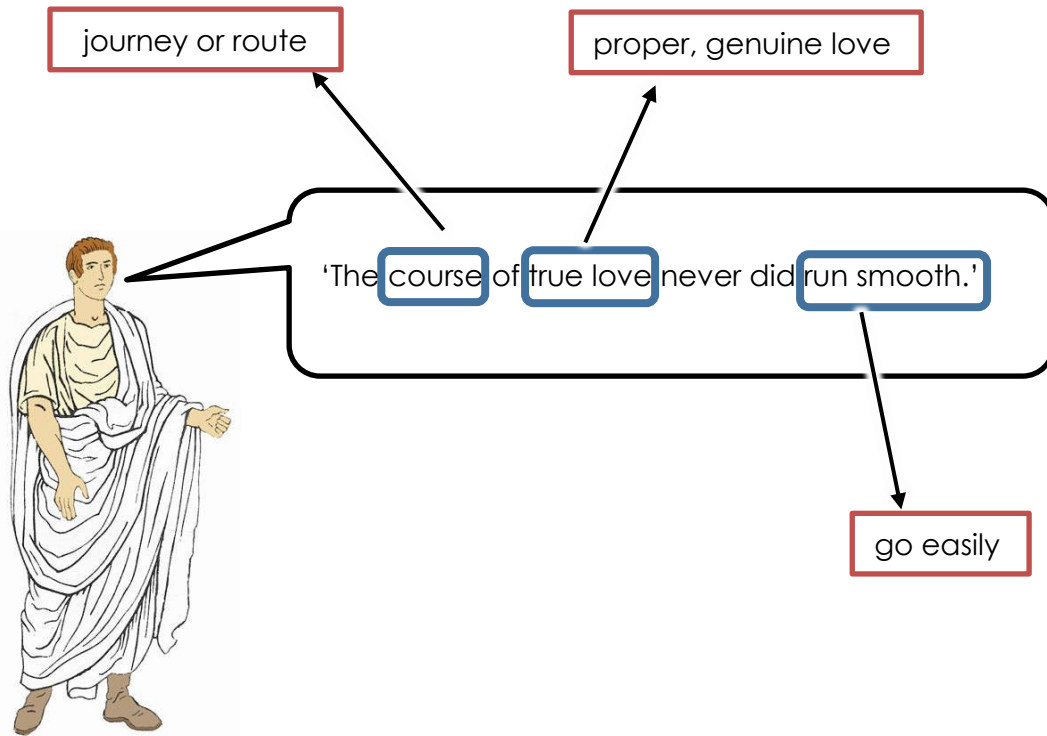 journey or route
proper, genuine love
‘The course of true love never did run smooth.’
go easily